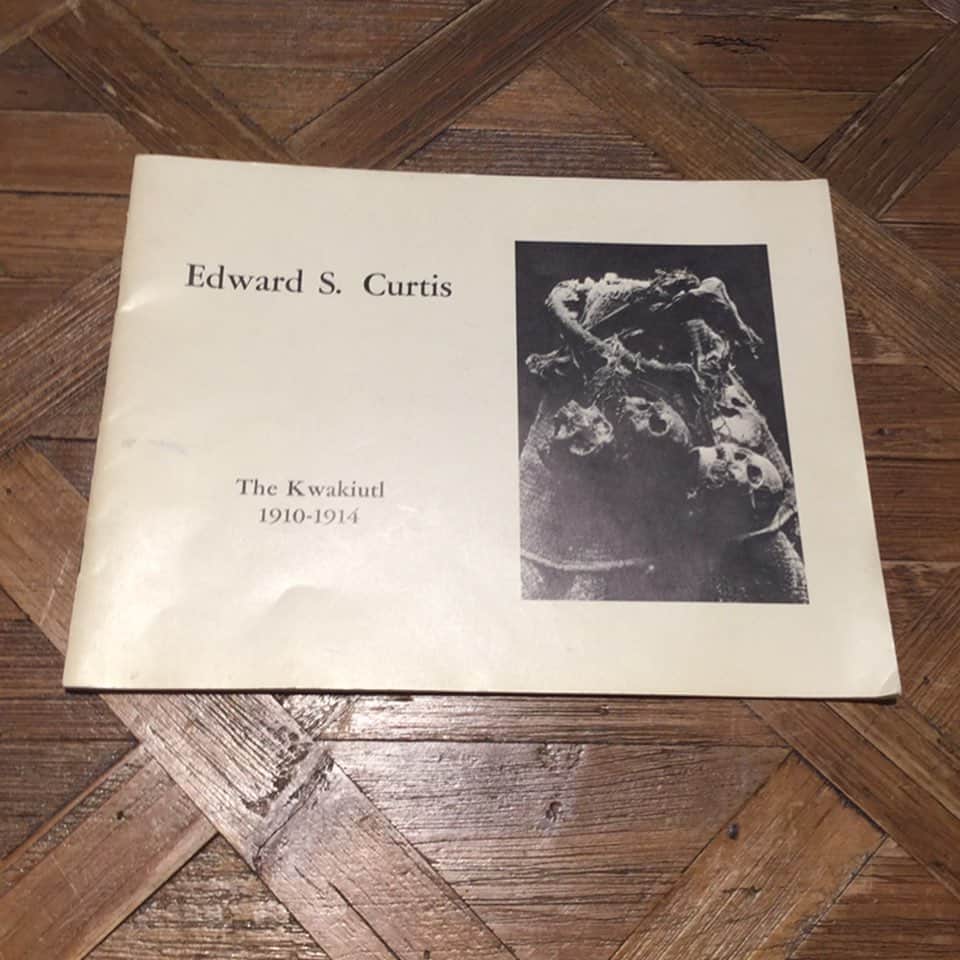 Edward S. Curtis
The Kwakiutl
1910-1914